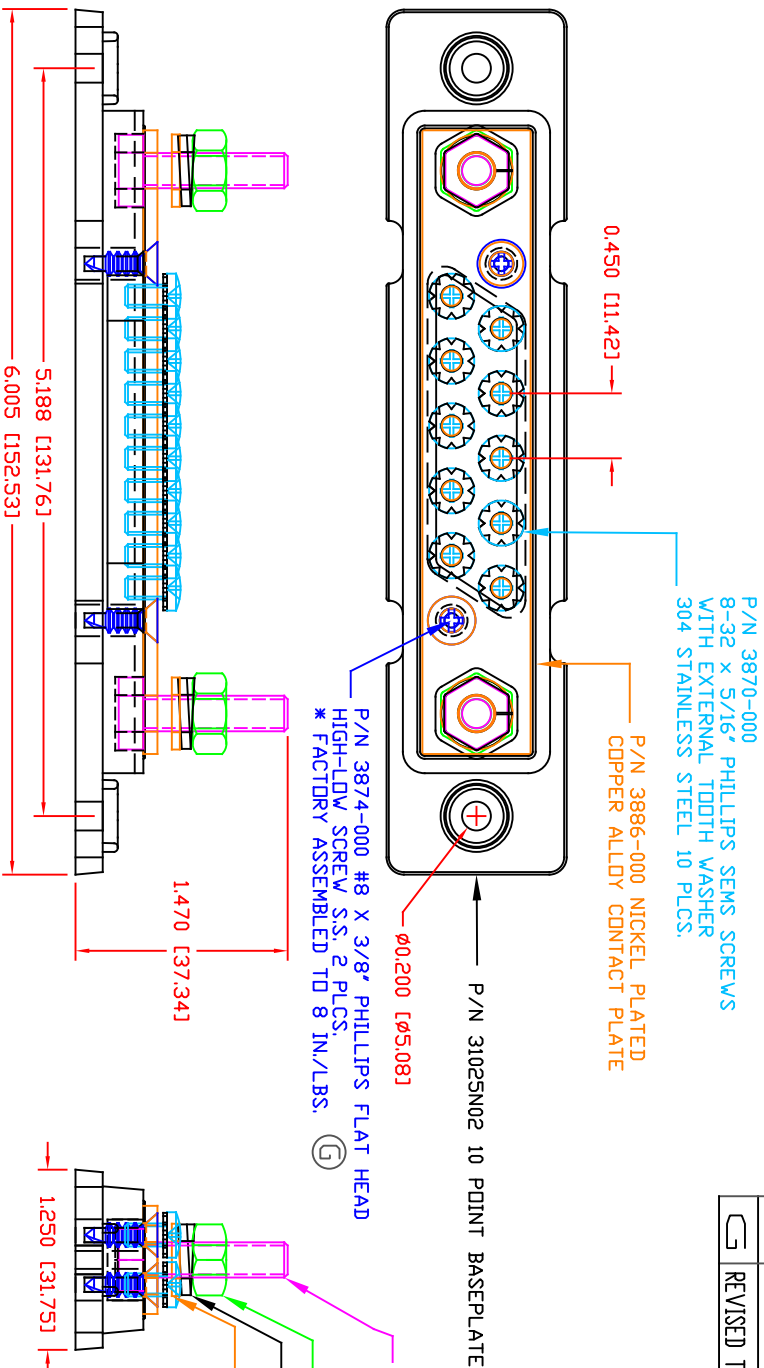 G REVISED
P/N 3870-000
8-32 x 5/16" PHILLIPS SEMS SCREWS
WITH EXTERNAL TOOTH WASHER
304 STAINLESS STEEL 10 PLCS.
P/N 3886-000 NICKEL PLATED
COPPER ALLOY CONTACT PLATE
0.450 [11.42]
P/N 31025N02 10 POINT BASEPLATE
Ø0.200 [Ø5.08]
P/N 3874-000 #8 X 3/8" PHILLIPS FLAT HEAD
HIGH-LOW SCREW S.S. 2 PLCS.
* FACTORY ASSEMBLED TO 8 IN./LBS.
G
1.470 [37.34]
5.188 [131.76]
6.005 [152.53]
1.250 [31.75]